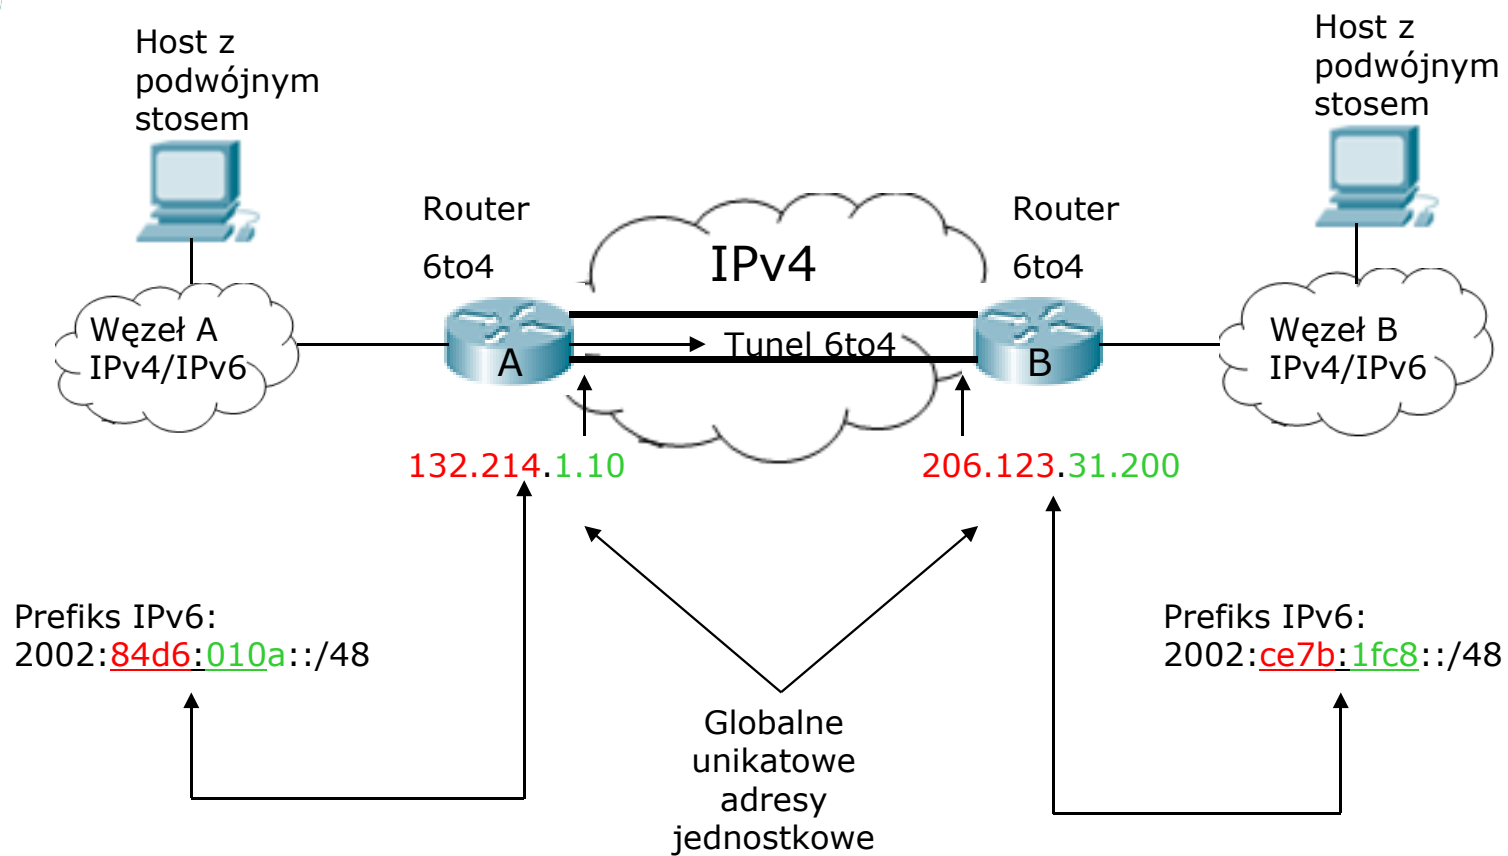 Host z
podwójnym
stosem
Host z
podwójnym
stosem
Router
6to4
IPv4
Router
6to4
Węzeł A
IPv4/IPv6
A
Tunel 6to4
B
Węzeł B
IPv4/IPv6
132.214.1.10
206.123.31.200
Prefiks IPv6:
2002:84d6:010a::/48
Prefiks IPv6:
2002:ce7b:1fc8::/48
Globalne
unikatowe
adresy
jednostkowe